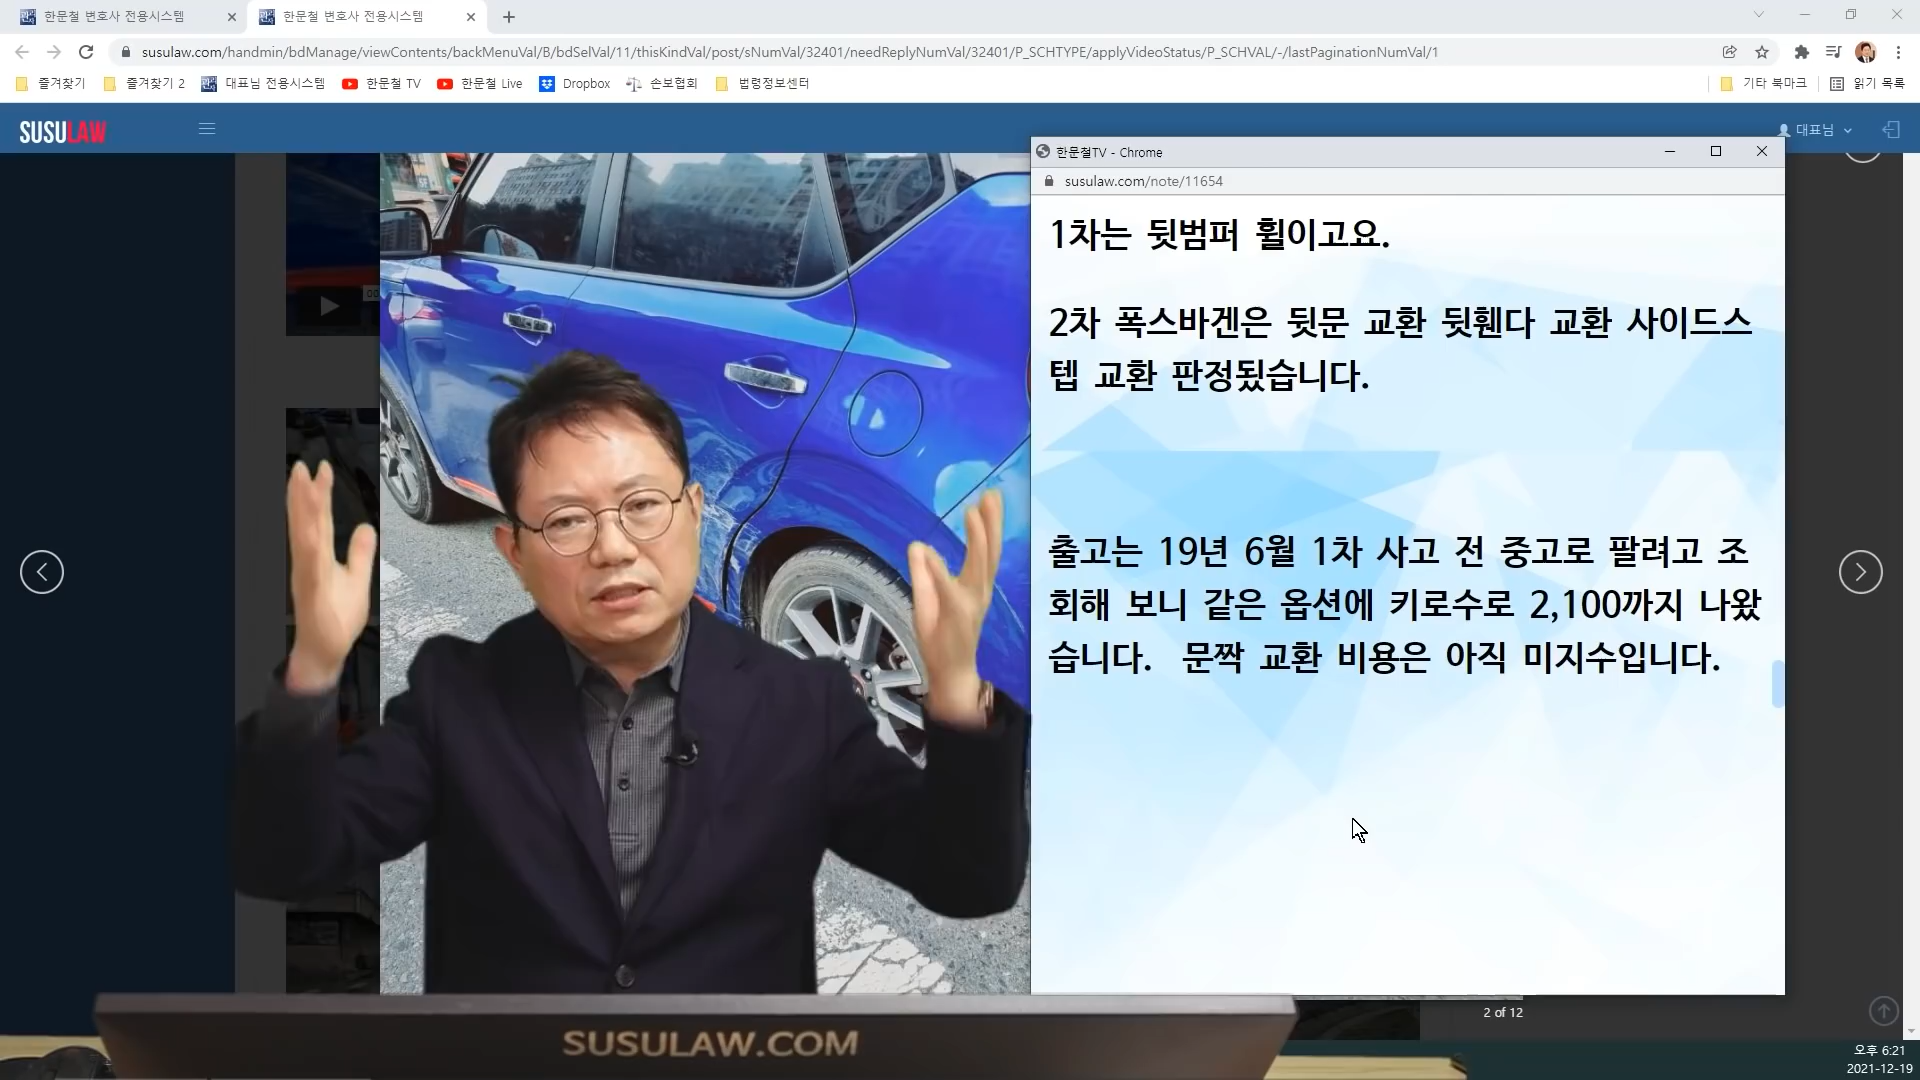 한문철 변호사 전용시스템
한문철 변호사 전용시스템
susulaw.com/handmin/bdManage/viewContents/backMenuVal/B/bdSelVal/11/thisKindVal/post/sNumVal/32401/needReplyNumVal/32401/P_SCHTYPE/applyVideoStatus/P_SCHVAL/-/lastPaginationNumVal/1
즐겨찾기 즐겨찾기 2 대표님 전용시스템 한문철 TV 한문철 Live Dropbox 손보협회 법령정보센터 기타 북마크 읽기 목록
SUSULAW
대표님
한문철TV - Chrome
susulaw.com/note/11654
1차는 뒷범퍼 휠이고요.
2차 폭스바겐은 뒷문 교환 뒷휀다 교환 사이드스
텝 교환 판정됬습니다.
출고는 19년 6월 1차 사고 전 중고로 팔려고 조
회해 보니 같은 옵션에 키로수로 2,100까지 나왔
습니다. 문짝 교환 비용은 아직 미지수입니다.
2 of 12
SUSULAW.COM
오후 6:21
2021-12-19